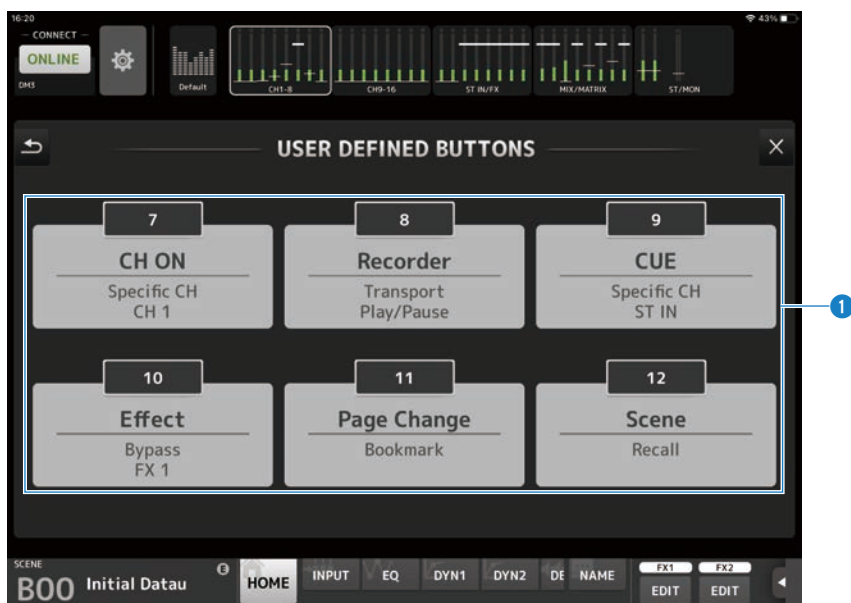 16:20
43%
CONNECT
ONLINE
DM3
Default
CH1-8
CH9-16
ST IN/FX
MIX/MATRIX
ST/MON
USER DEFINED BUTTONS
7
8
9
CH ON
Recorder
CUE
Specific CH
Transport
Specific CH
CH 1
Play/Pause
ST IN
1
10
11
12
Effect
Page Change
Scene
Bypass
Bookmark
Recall
FX 1
SCENE
B00 Initial Datau E
HOME
INPUT
EQ
DYN1
DYN2
DE
NAME
FX1
FX2
EDIT
EDIT